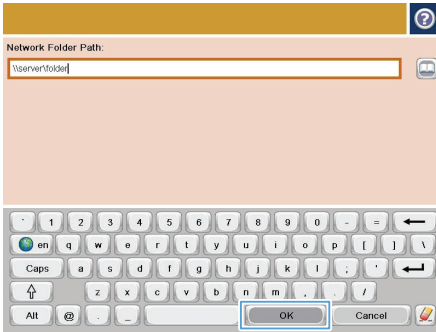 ?
Network Folder Path:
\\server\folder
` 1 2 3 4 5 6 7 8 9 0 - =
en q w e r t y u i o p [ ] \
Caps a s d f g h j k l ; '
z x c v b n m , . /
Alt @ . _ OK Cancel